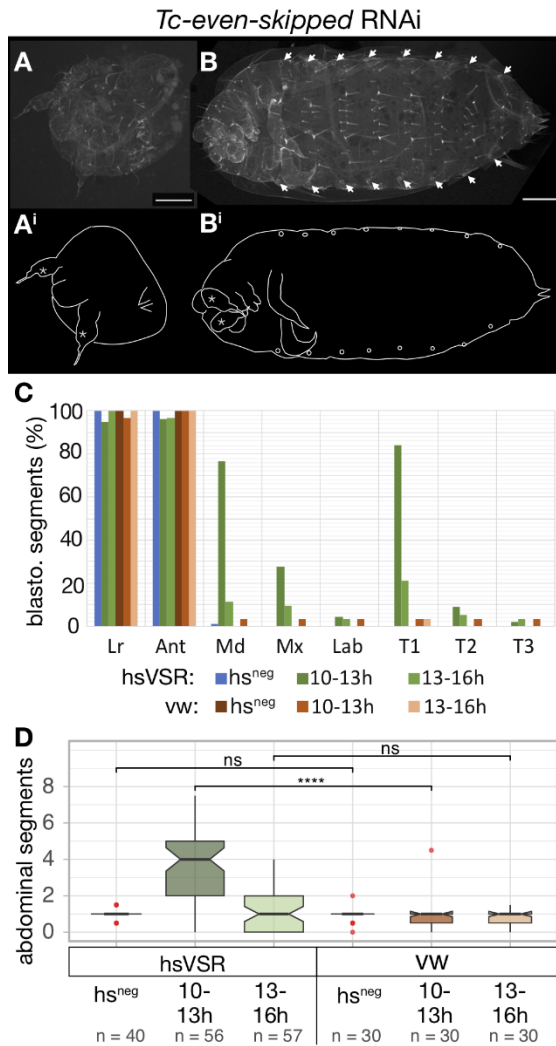 Tc-even-skipped RNAi
A
B
Aⁱ
Bⁱ
*
*
*
*
C
blasto. segments (%)
100
80
60
40
20
0
Lr Ant Md Mx Lab T1 T2 T3
hsVSR: hsⁿᵉᵍ 10-13h 13-16h
vw: hsⁿᵉᵍ 10-13h 13-16h
D
abdominal segments
ns
ns
****
8
6
4
2
0
hsVSR VW
hsⁿᵉᵍ 10-13h 13-16h hsⁿᵉᵍ 10-13h 13-16h
n = 40 n = 56 n = 57 n = 30 n = 30 n = 30